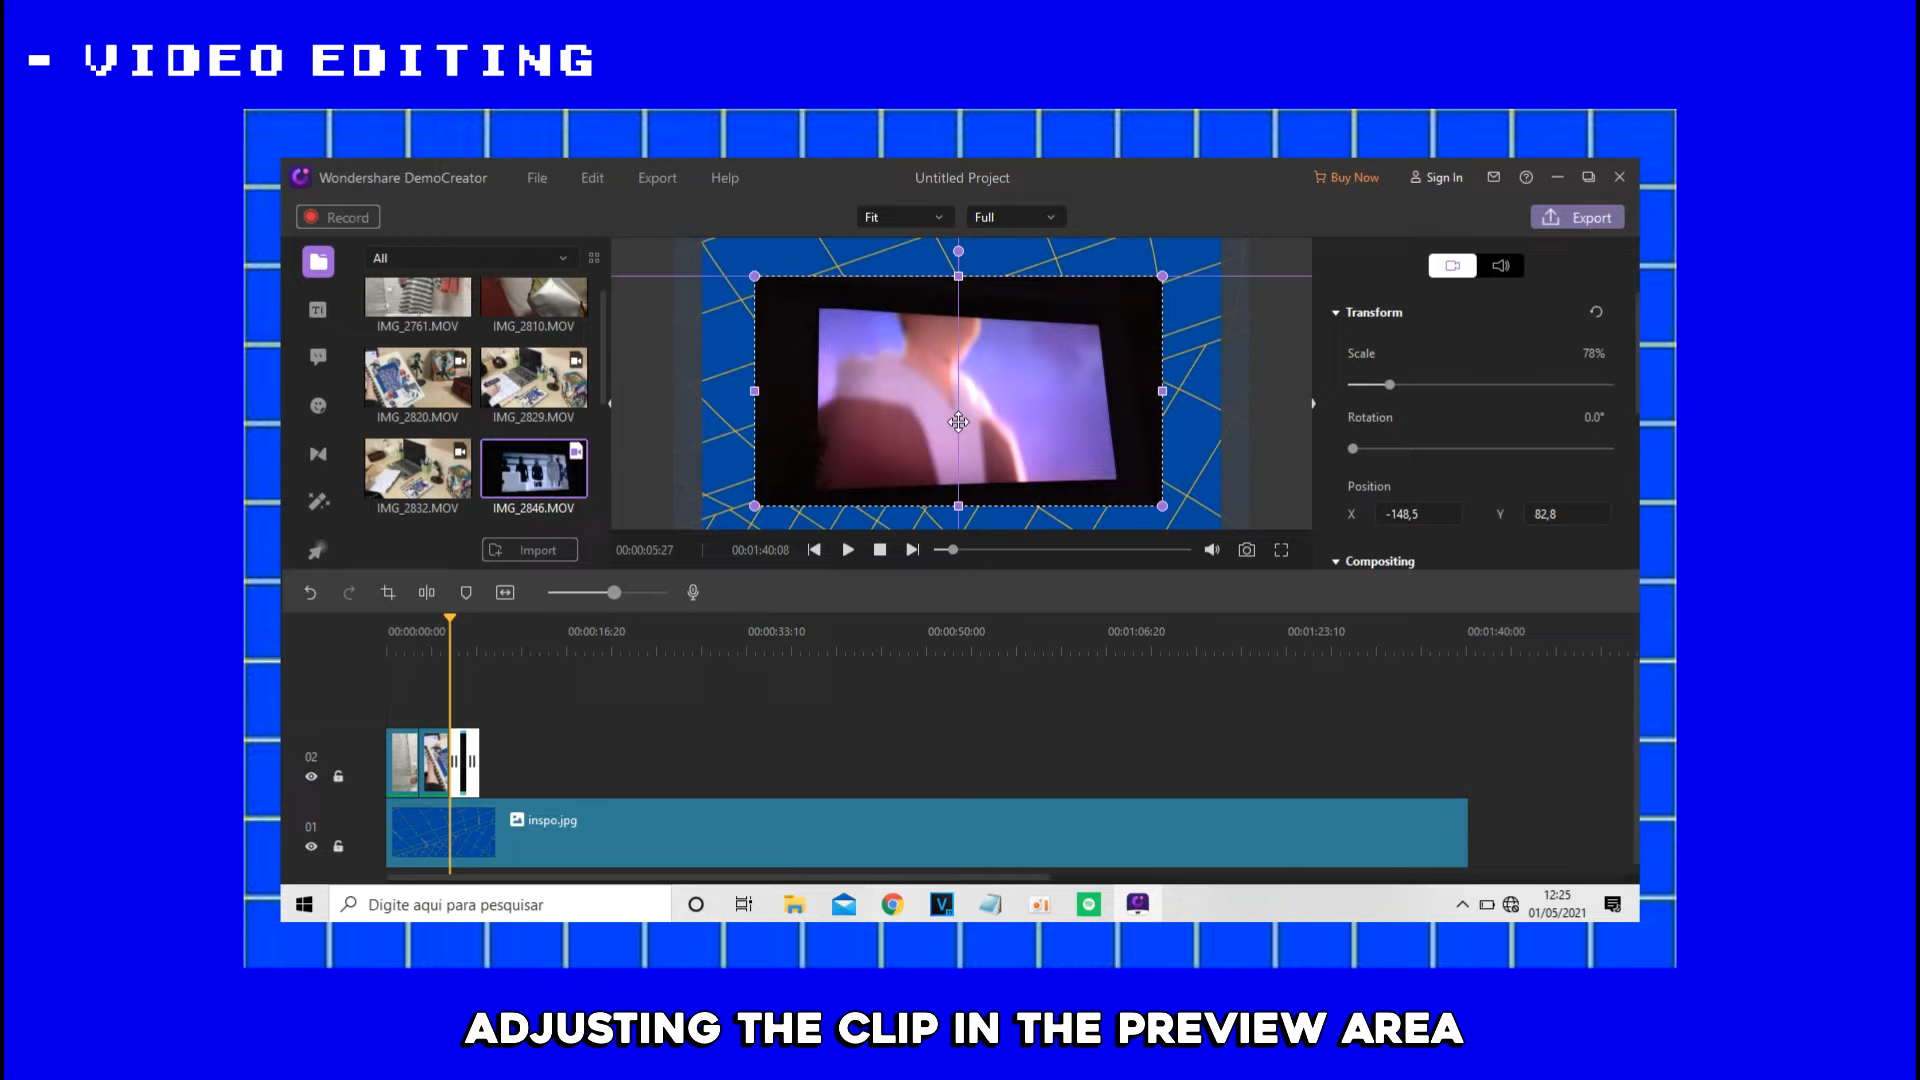 - VIDEO EDITING
Wondershare DemoCreator File Edit Export Help Untitled Project Buy Now Sign In
Record Fit Full Export
All
IMG_2761.MOV IMG_2810.MOV
IMG_2820.MOV IMG_2829.MOV
IMG_2832.MOV IMG_2846.MOV
Import
00:00:05:27 | 00:01:40:08
Transform
Scale 78%
Rotation 0.0°
Position
X -148,5 Y 82,8
Compositing
00:00:00:00 00:00:16:20 00:00:33:10 00:00:50:00 00:01:06:20 00:01:23:10 00:01:40:00
02
01
inspo.jpg
Digite aqui para pesquisar
12:25
01/05/2021
ADJUSTING THE CLIP IN THE PREVIEW AREA